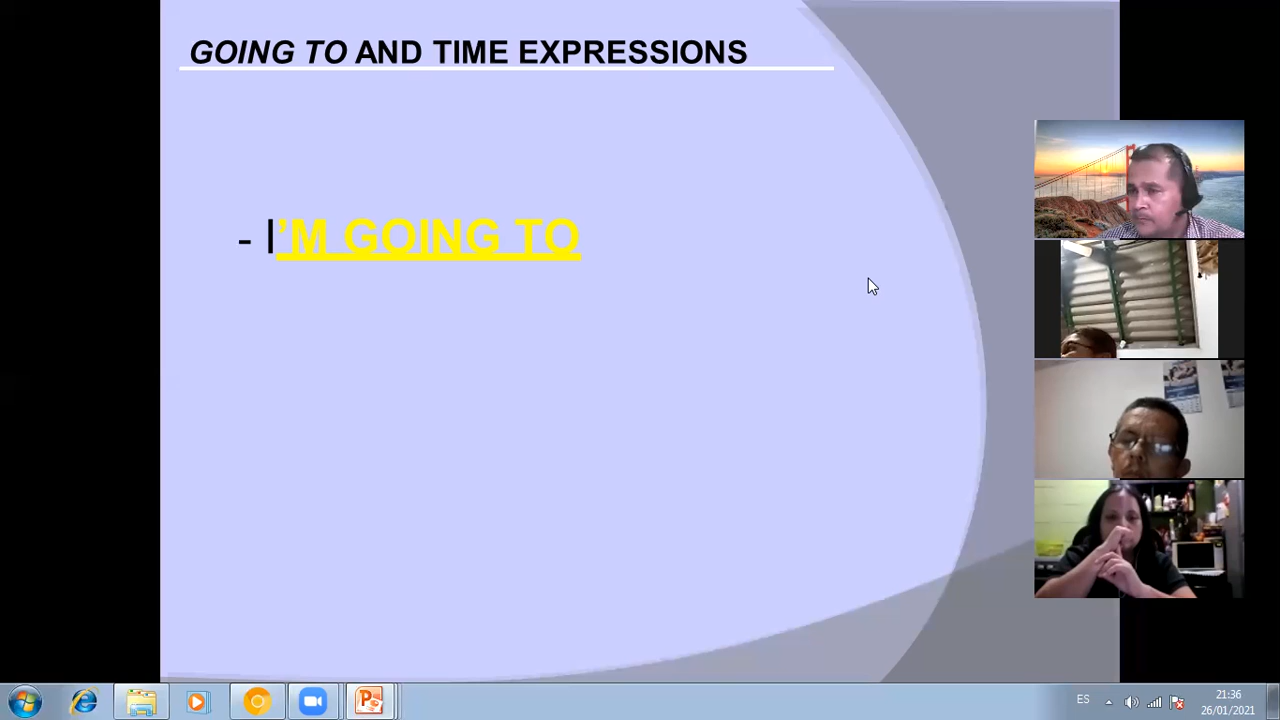 GOING TO AND TIME EXPRESSIONS
- I'M GOING TO
ES
21:36
26/01/2021